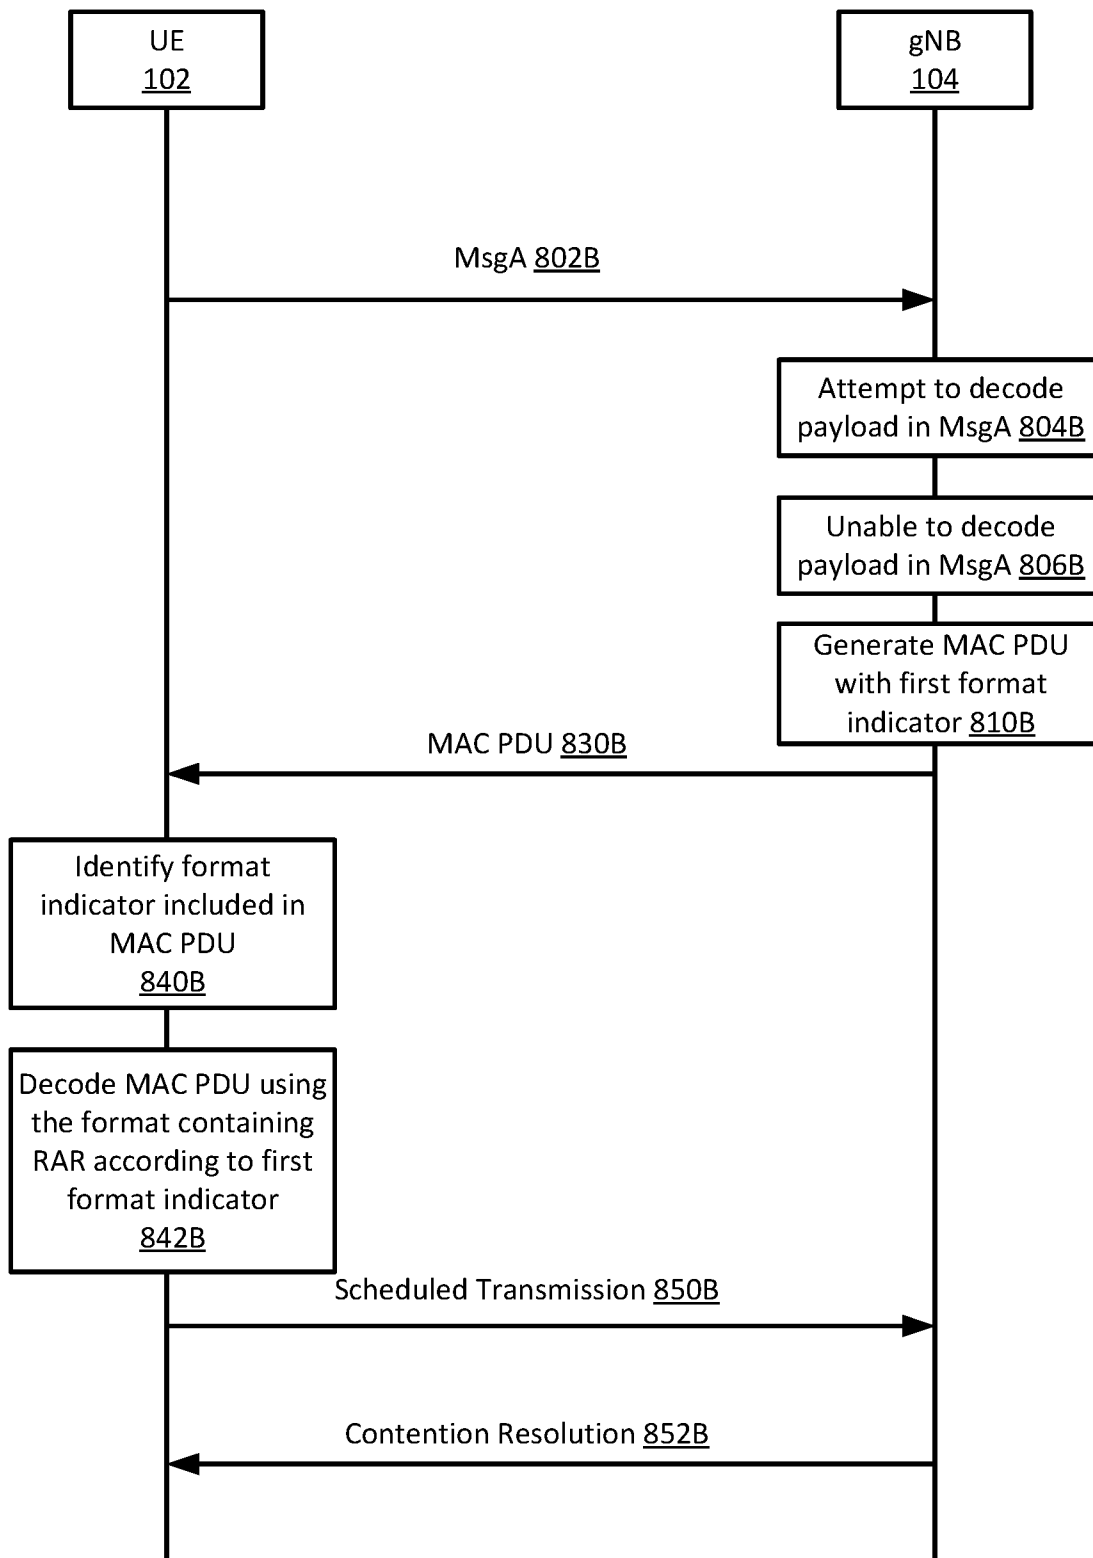 UE
102
gNB
104
MsgA 802B
Attempt to decode
payload in MsgA 804B
Unable to decode
payload in MsgA 806B
Generate MAC PDU
with first format
indicator 810B
MAC PDU 830B
Identify format
indicator included in
MAC PDU
840B
Decode MAC PDU using
the format containing
RAR according to first
format indicator
842B
Scheduled Transmission 850B
Contention Resolution 852B